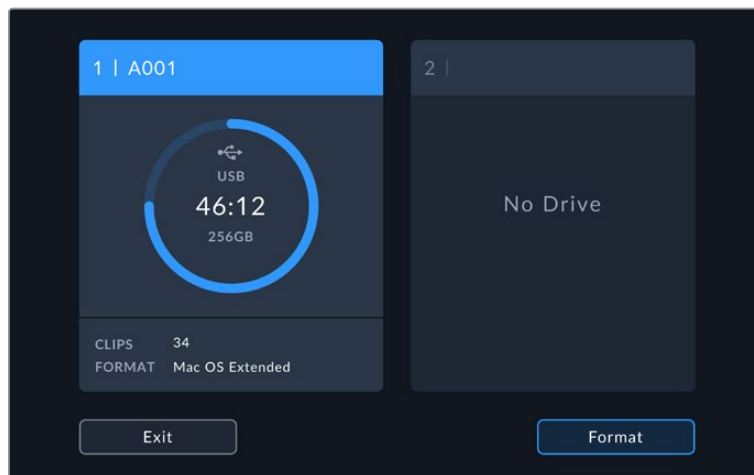 1 | A001
USB
46:12
256GB
CLIPS 34
FORMAT Mac OS Extended
2 |
No Drive
Exit
Format